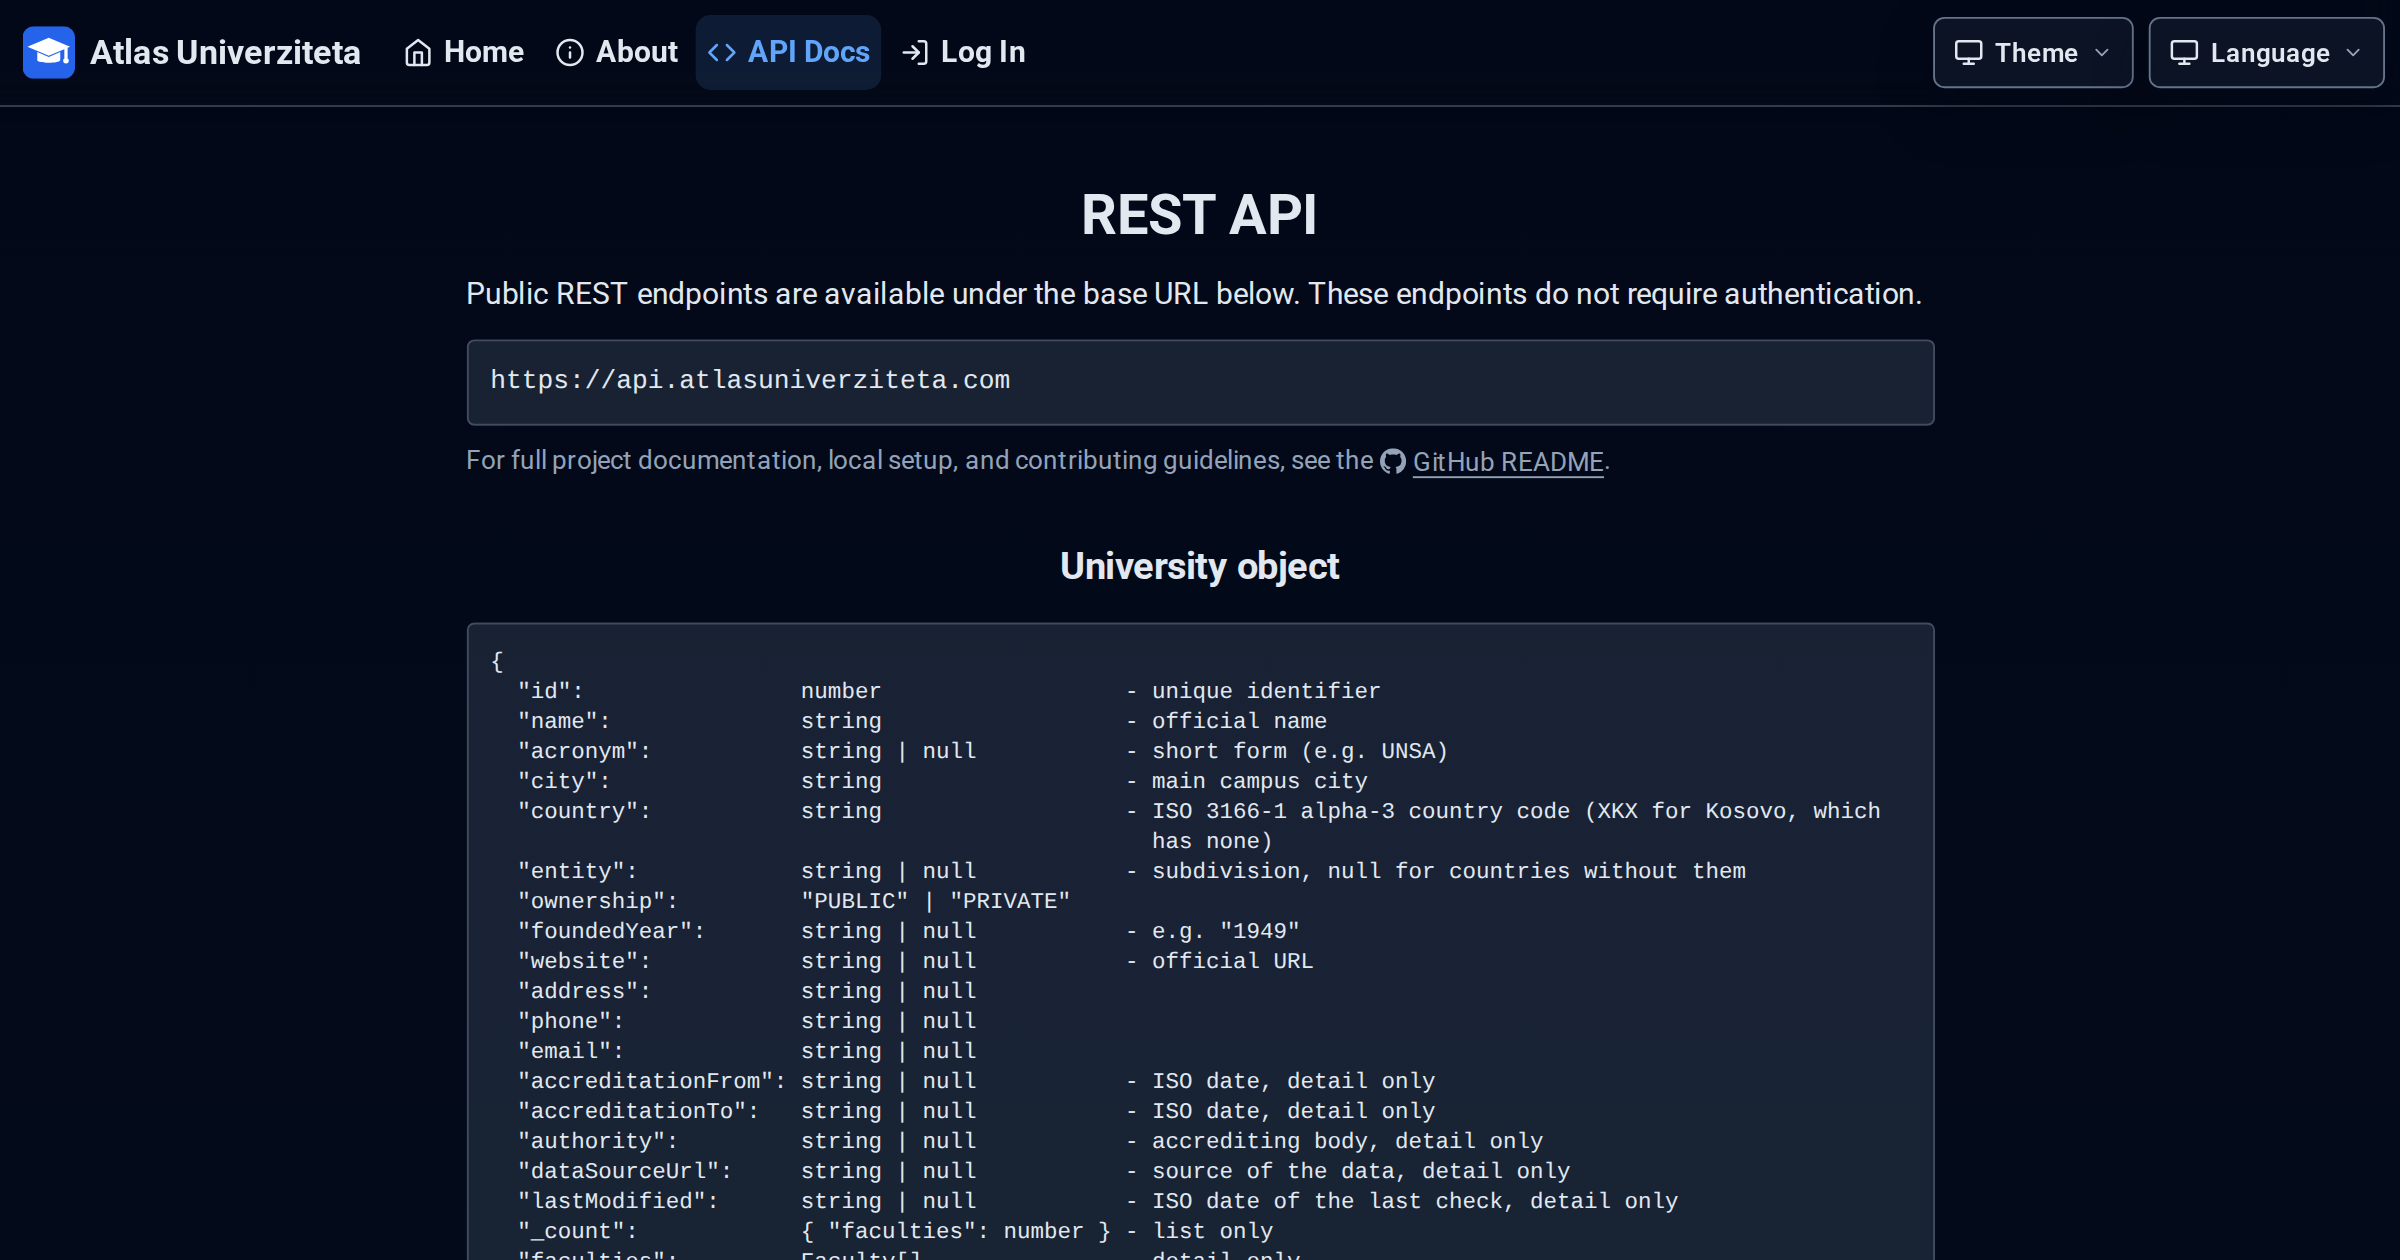 Atlas Univerziteta
Home
About
API Docs
Log In
Theme
Language
REST API
Public REST endpoints are available under the base URL below. These endpoints do not require authentication.
https://api.atlasuniverziteta.com
For full project documentation, local setup, and contributing guidelines, see the GitHub README.
University object
{
  "id":                number                  - unique identifier
  "name":              string                  - official name
  "acronym":           string | null           - short form (e.g. UNSA)
  "city":              string                  - main campus city
  "country":           string                  - ISO 3166-1 alpha-3 country code (XKX for Kosovo, which
                                                 has none)
  "entity":            string | null           - subdivision, null for countries without them
  "ownership":         "PUBLIC" | "PRIVATE"
  "foundedYear":       string | null           - e.g. "1949"
  "website":           string | null           - official URL
  "address":           string | null
  "phone":             string | null
  "email":             string | null
  "accreditationFrom": string | null           - ISO date, detail only
  "accreditationTo":   string | null           - ISO date, detail only
  "authority":         string | null           - accrediting body, detail only
  "dataSourceUrl":     string | null           - source of the data, detail only
  "lastModified":      string | null           - ISO date of the last check, detail only
  "_count":            { "faculties": number } - list only
  "faculties":         Faculty[]               - detail only